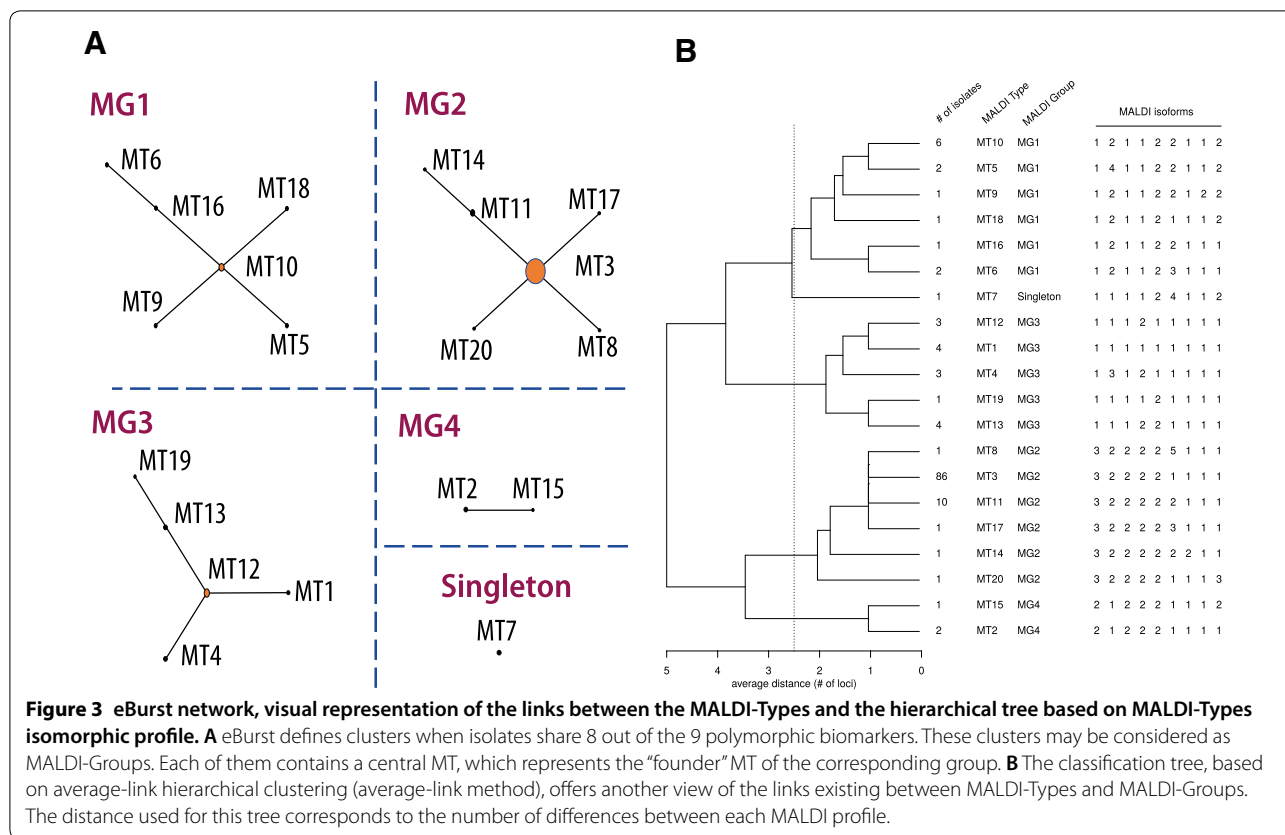 A
MG1
MT6
MT16
MT18
MT10
MT9
MT5
MG2
MT14
MT11
MT17
MT3
MT20
MT8
MG3
MT19
MT13
MT12
MT1
MT4
MG4
MT2 MT15
Singleton
MT7
B
# of isolates MALDI Type MALDI Group MALDI isoforms
6 MT10 MG1 1 2 1 1 2 2 1 1 2
2 MT5 MG1 1 4 1 1 2 2 1 1 2
1 MT9 MG1 1 2 1 1 2 2 1 2 2
1 MT18 MG1 1 2 1 1 2 1 1 1 2
1 MT16 MG1 1 2 1 1 2 2 1 1 1
2 MT6 MG1 1 2 1 1 2 3 1 1 1
1 MT7 Singleton 1 1 1 1 2 4 1 1 2
3 MT12 MG3 1 1 1 2 1 1 1 1 1
4 MT1 MG3 1 1 1 1 1 1 1 1 1
3 MT4 MG3 1 3 1 2 1 1 1 1 1
1 MT19 MG3 1 1 1 1 2 1 1 1 1
4 MT13 MG3 1 1 1 2 2 1 1 1 1
1 MT8 MG2 3 2 2 2 2 5 1 1 1
86 MT3 MG2 3 2 2 2 2 1 1 1 1
10 MT11 MG2 3 2 2 2 2 2 1 1 1
1 MT17 MG2 3 2 2 2 2 3 1 1 1
1 MT14 MG2 3 2 2 2 2 2 2 1 1
1 MT20 MG2 3 2 2 2 2 1 1 1 3
1 MT15 MG4 2 1 2 2 2 1 1 1 2
2 MT2 MG4 2 1 2 2 2 1 1 1 1
5 4 3 2 1 0
average distance (# of loci)
Figure 3 eBurst network, visual representation of the links between the MALDI-Types and the hierarchical tree based on MALDI-Types
isomorphic profile. A eBurst defines clusters when isolates share 8 out of the 9 polymorphic biomarkers. These clusters may be considered as
MALDI-Groups. Each of them contains a central MT, which represents the “founder” MT of the corresponding group. B The classification tree, based
on average-link hierarchical clustering (average-link method), offers another view of the links existing between MALDI-Types and MALDI-Groups.
The distance used for this tree corresponds to the number of differences between each MALDI profile.